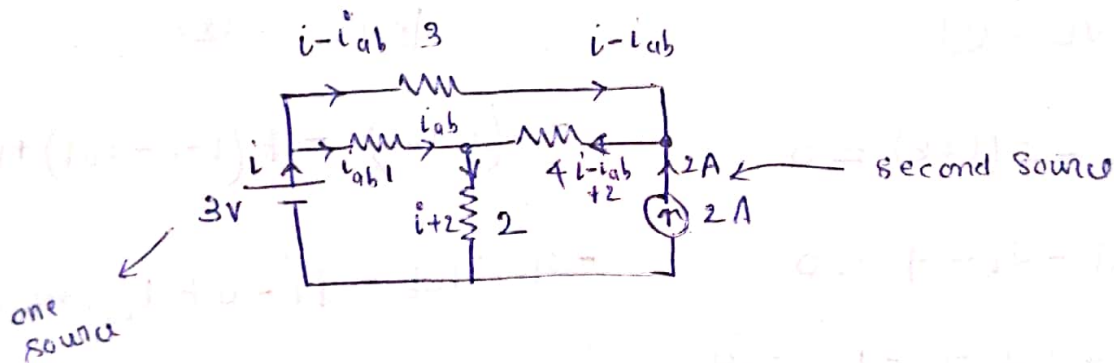 i-iab 3 i-iab
iab
i iab 1 4 i-iab +2 2A second source
3V i+2 2 2A
one
source